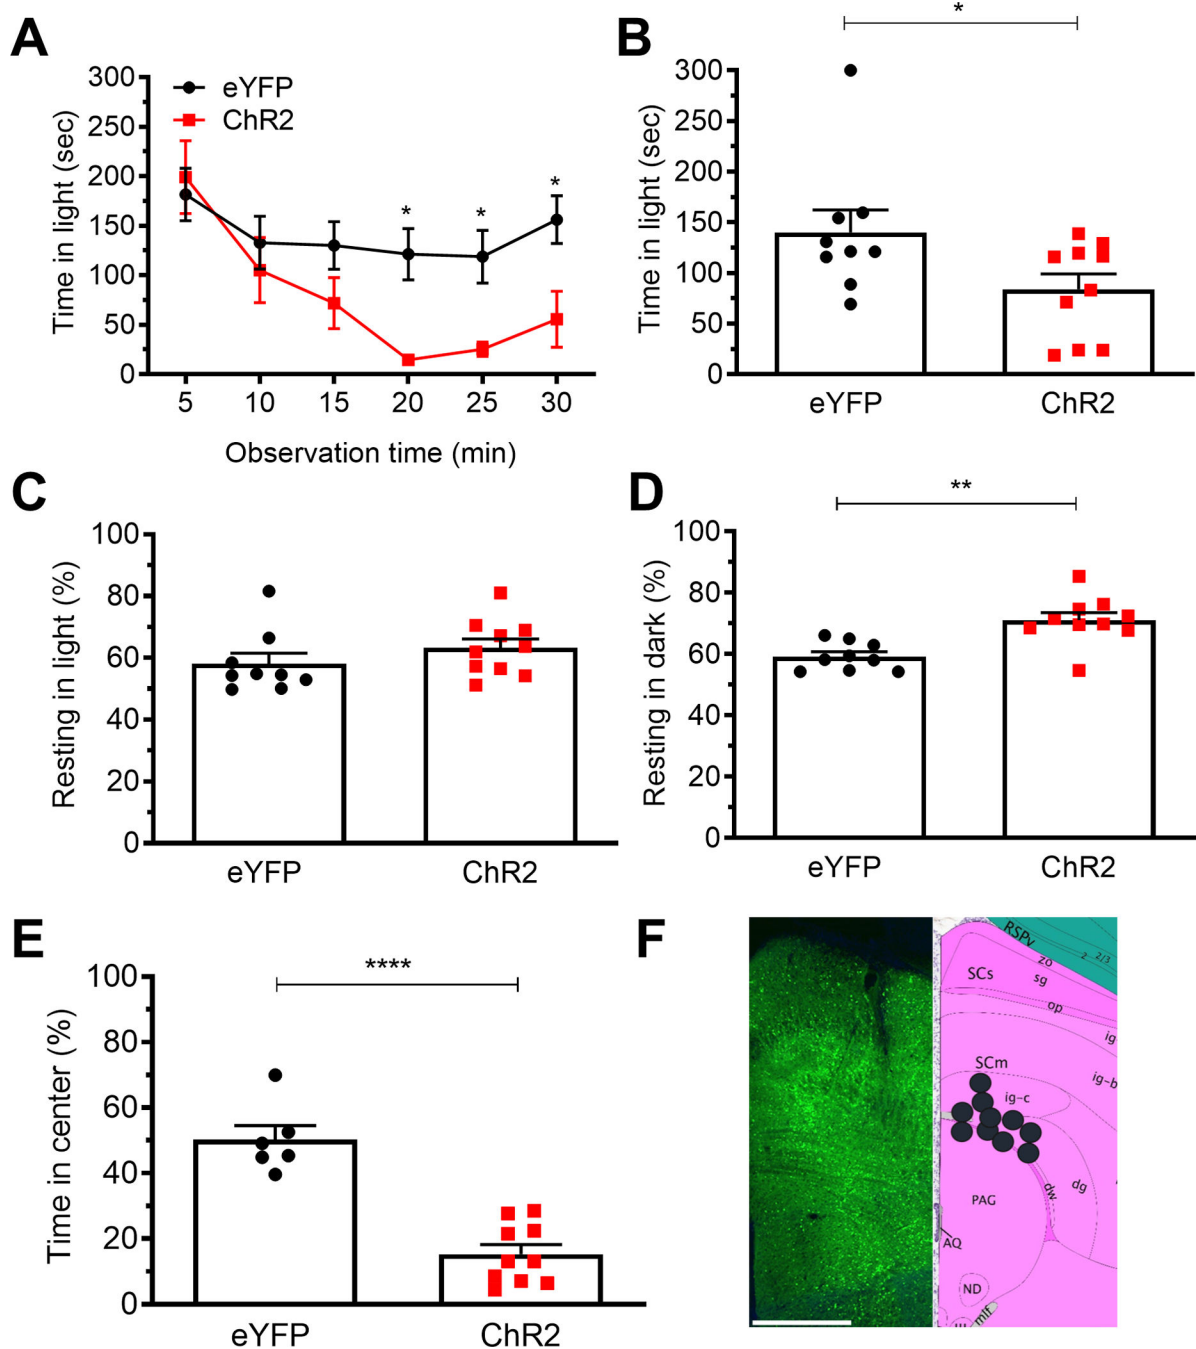 A
Time in light (sec)
300
250
200
150
100
50
0
eYFP
ChR2
*
*
*
5 10 15 20 25 30
Observation time (min)
B
*
Time in light (sec)
300
250
200
150
100
50
0
eYFP ChR2
C
Resting in light (%)
100
80
60
40
20
0
eYFP ChR2
D
**
Resting in dark (%)
100
80
60
40
20
0
eYFP ChR2
E
****
Time in center (%)
100
80
60
40
20
0
eYFP ChR2
F
RSPv
2 2/3
zo
SCs
sg
op
ig
SCm
ig-b
ig-c
dw
dg
PAG
AQ
ND
mlf